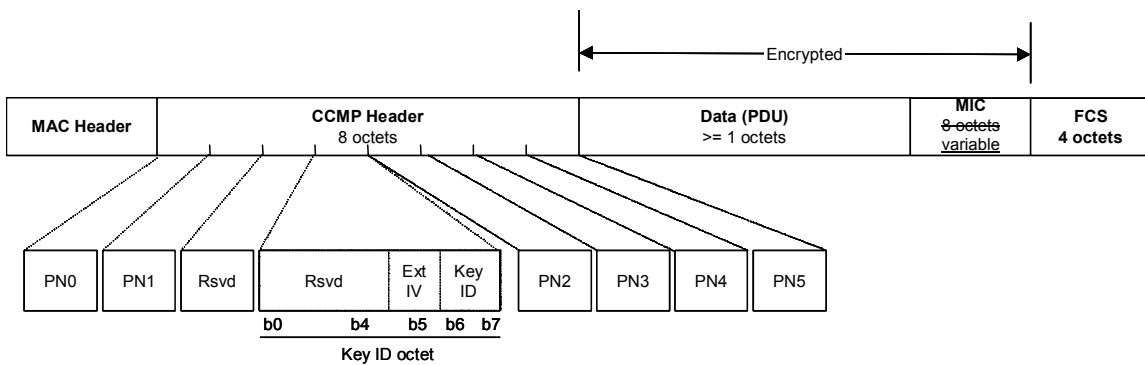 Encrypted
MAC Header
CCMP Header
8 octets
Data (PDU)
>= 1 octets
MIC
8 octets
variable
FCS
4 octets
PN0
PN1
Rsvd
Rsvd
Ext
IV
Key
ID
PN2
PN3
PN4
PN5
b0 b4 b5 b6 b7
Key ID octet